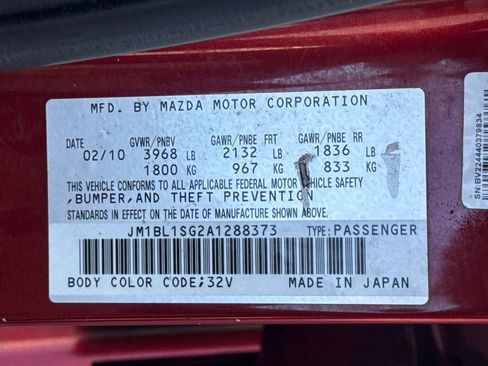 MFD. BY MAZDA MOTOR CORPORATION
DATE GVWR/PNBV GAWR/PNBE FRT GAWR/PNBE RR
02/10 3968 LB 2132 LB 1836 LB
1800 KG 967 KG 833 KG
THIS VEHICLE CONFORMS TO ALL APPLICABLE FEDERAL MOTOR VEHICLE SAFETY
,BUMPER,AND THEFT PREVENTION
STANDARDS IN EFFECT ON THE DATE OF MANUFACTURE SHOWN ABOVE.
JM1BL1SG2A1288373 TYPE:PASSENGER
BODY COLOR CODE;32V MADE IN JAPAN
SN:BV224440379834